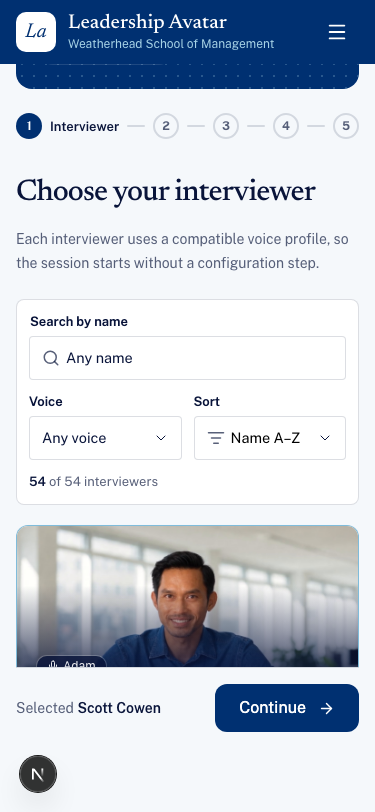 La
Leadership Avatar
Weatherhead School of Management
1 Interviewer 2 3 4 5
Choose your interviewer
Each interviewer uses a compatible voice profile, so
the session starts without a configuration step.
Search by name
Any name
Voice Sort
Any voice Name A–Z
54 of 54 interviewers
Adam
Selected Scott Cowen Continue
N